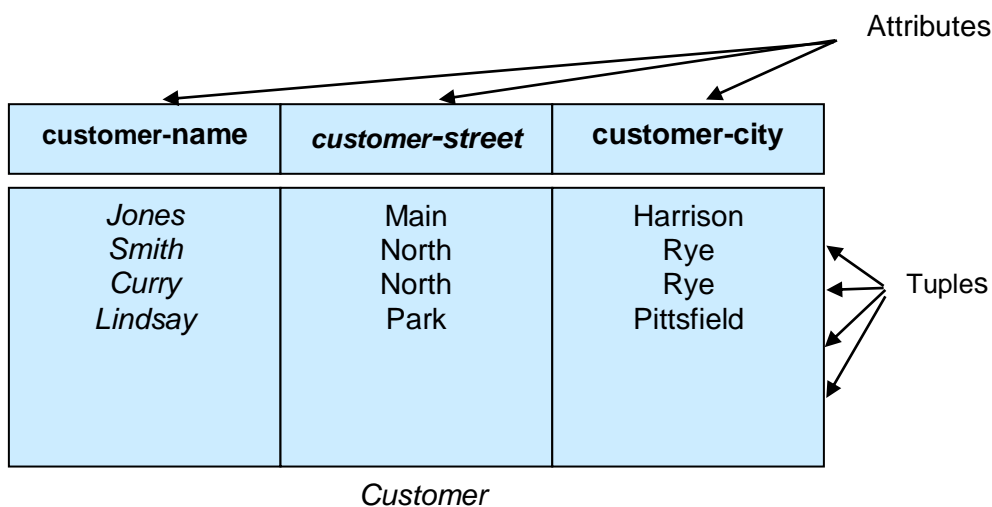 Attributes
customer-name customer-street customer-city
Jones Main Harrison
Smith North Rye
Curry North Rye
Lindsay Park Pittsfield
Tuples
Customer